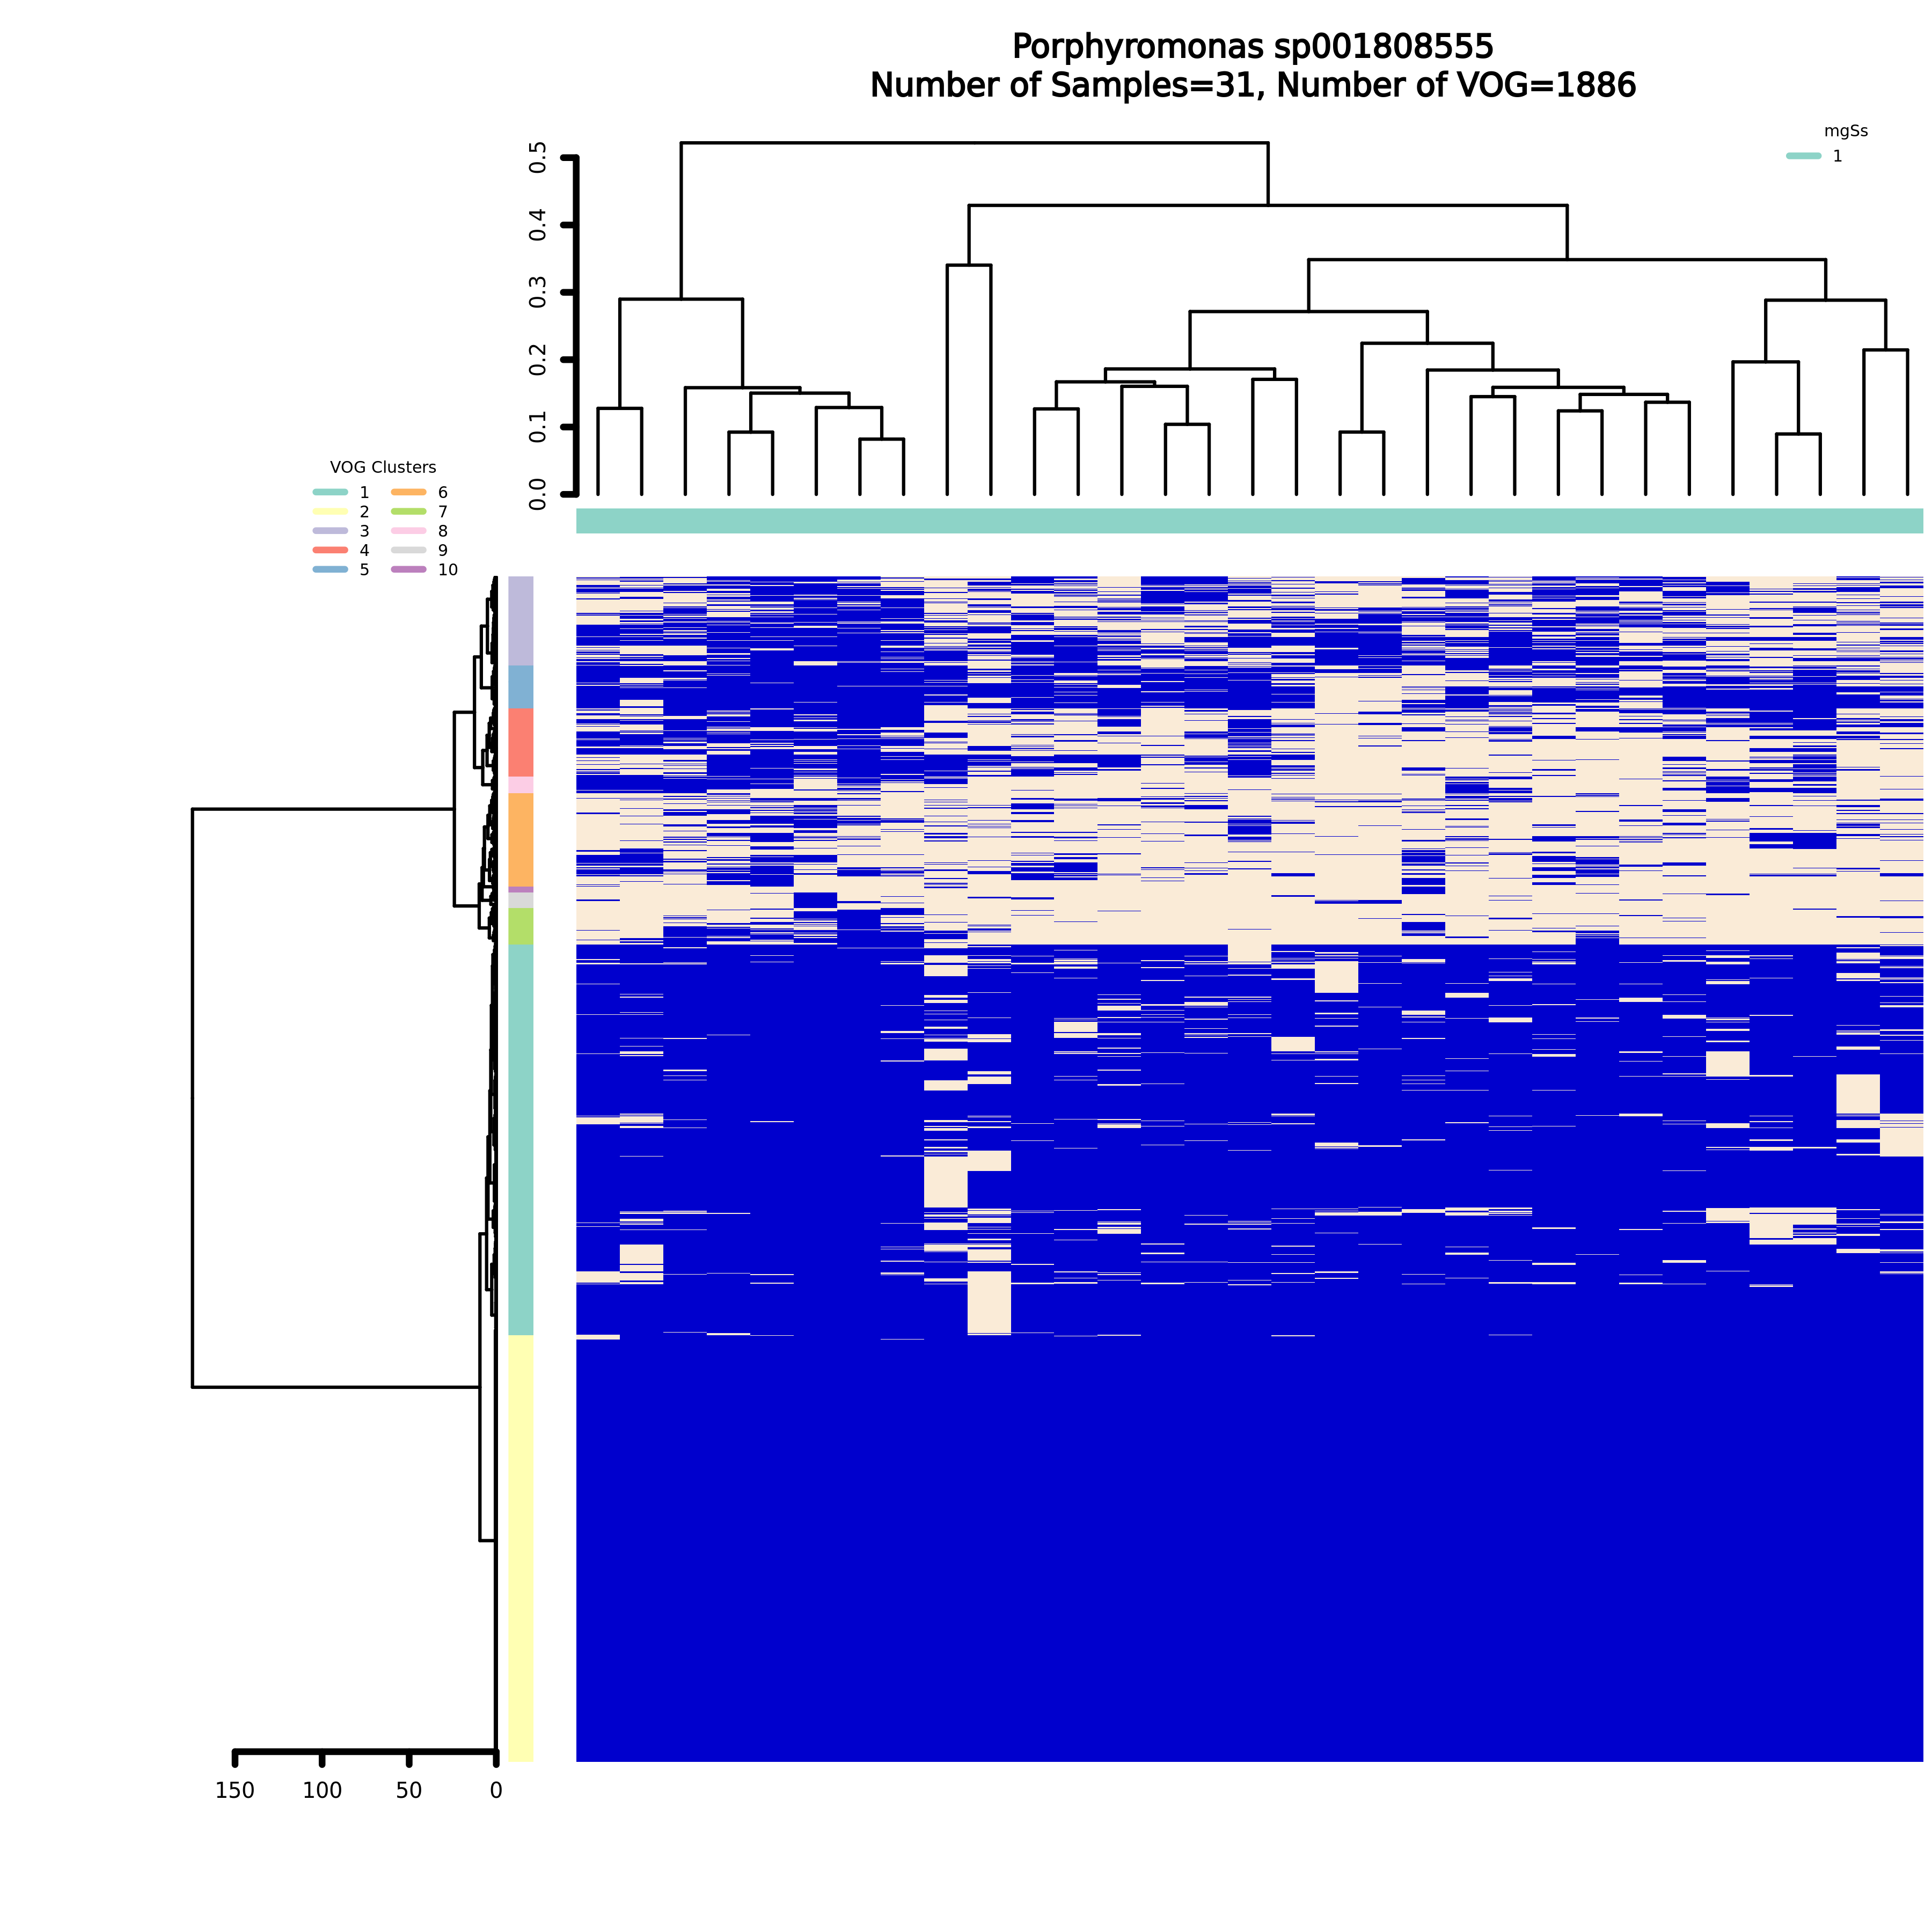 Porphyromonas sp001808555
Number of Samples=31, Number of VOG=1886
mgSs
1
0.5
0.4
0.3
0.2
0.1
0.0
VOG Clusters
1 6
2 7
3 8
4 9
5 10
150 100 50 0